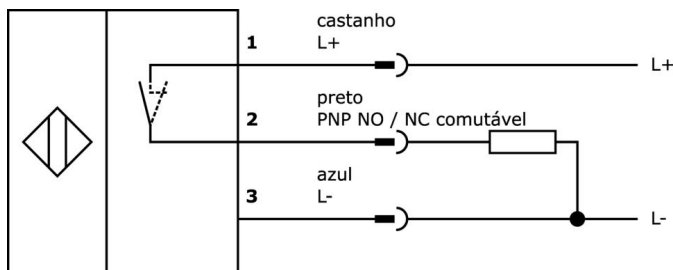 castanho
1 L+
L+
preto
2 PNP NO / NC comutável
azul
3 L-
L-